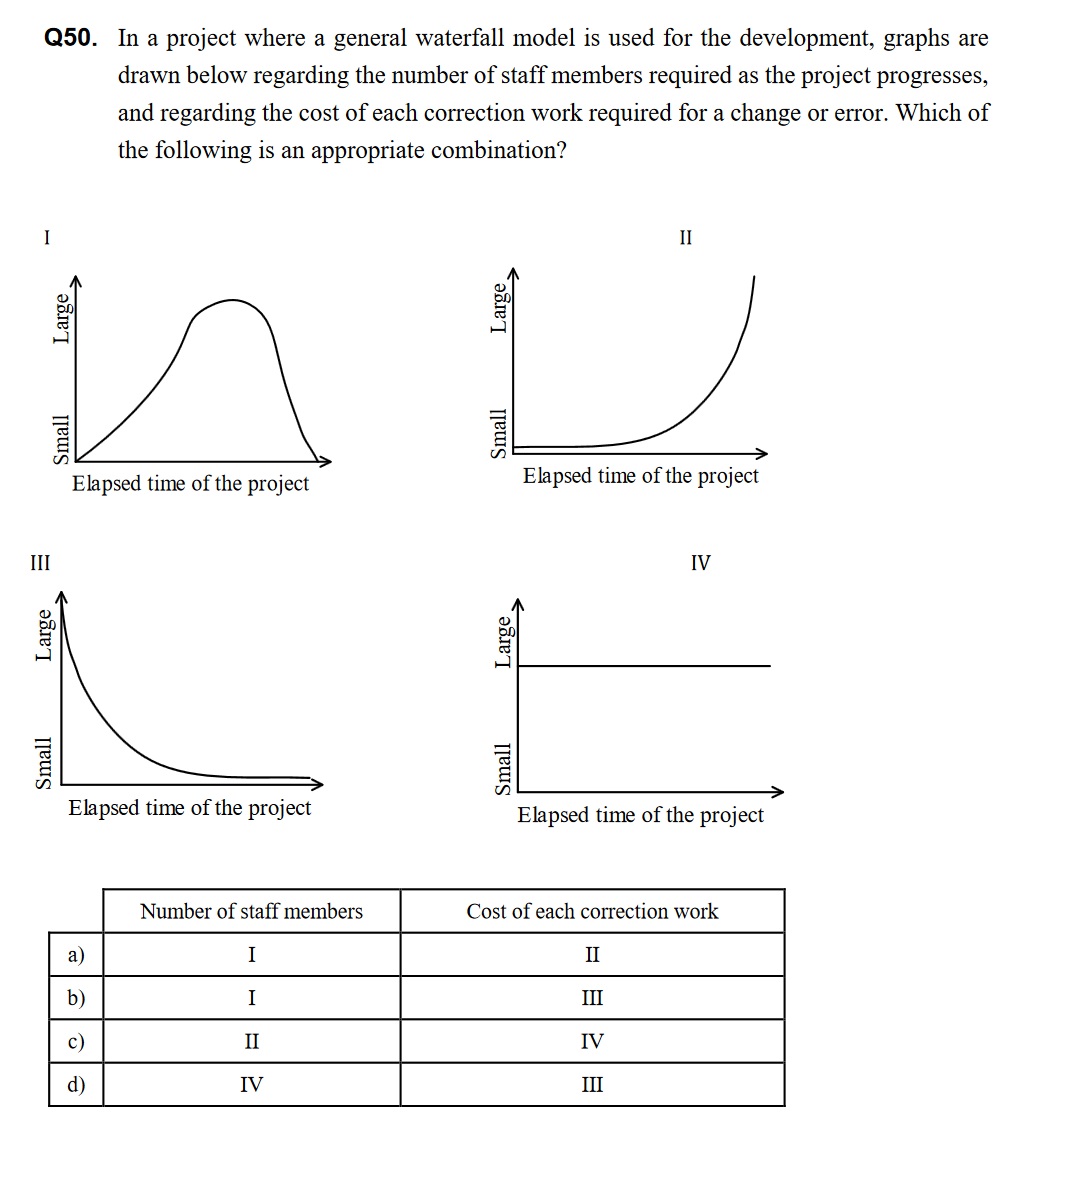 Q50. In a project where a general waterfall model is used for the development, graphs are
drawn below regarding the number of staff members required as the project progresses,
and regarding the cost of each correction work required for a change or error. Which of
the following is an appropriate combination?
I
Large
Small
Elapsed time of the project
II
Large
Small
Elapsed time of the project
III
Large
Small
Elapsed time of the project
IV
Large
Small
Elapsed time of the project
Number of staff members Cost of each correction work
a) I II
b) I III
c) II IV
d) IV III